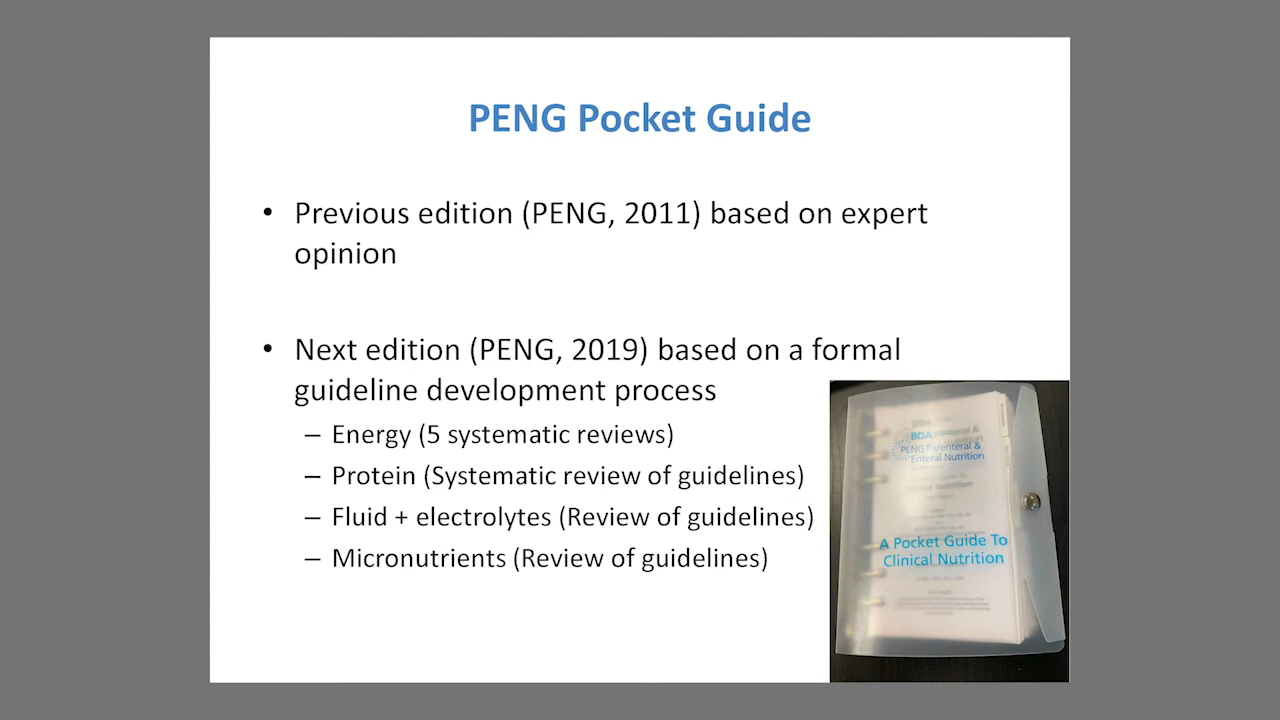 PENG Pocket Guide
• Previous edition (PENG, 2011) based on expert
opinion
• Next edition (PENG, 2019) based on a formal
guideline development process
– Energy (5 systematic reviews)
– Protein (Systematic review of guidelines)
– Fluid + electrolytes (Review of guidelines)
– Micronutrients (Review of guidelines)
BDA
PENG Parenteral &
Enteral Nutrition
A Pocket Guide To
Clinical Nutrition